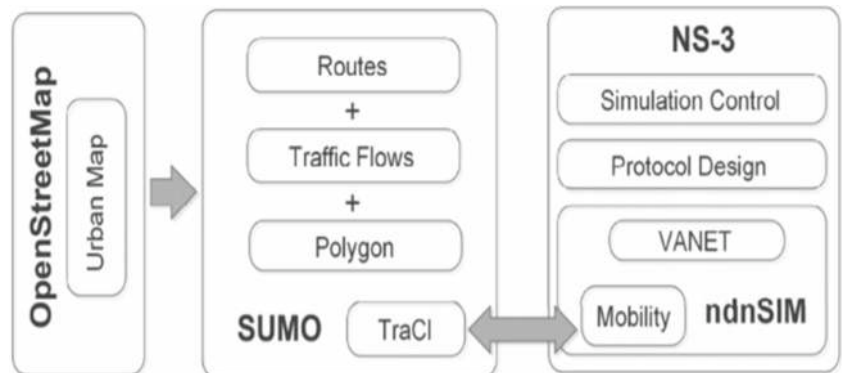 OpenStreetMap
Urban Map
Routes
+
Traffic Flows
+
Polygon
SUMO
TraCI
NS-3
Simulation Control
Protocol Design
VANET
Mobility
ndnSIM